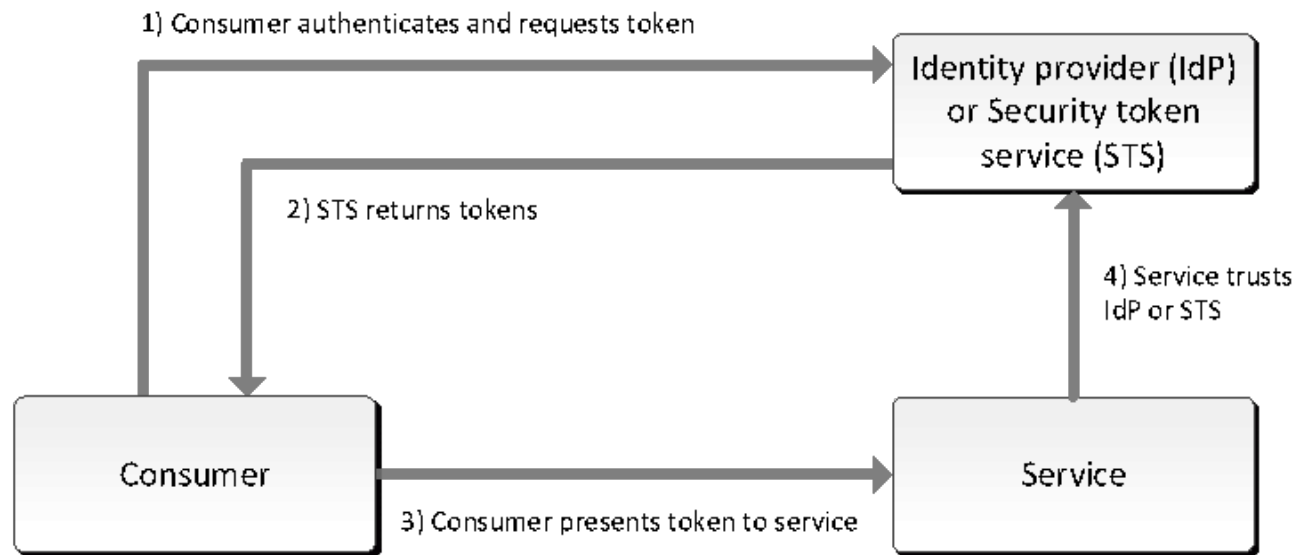 1) Consumer authenticates and requests token
Identity provider (IdP)
or Security token
service (STS)
2) STS returns tokens
4) Service trusts
IdP or STS
Consumer
Service
3) Consumer presents token to service